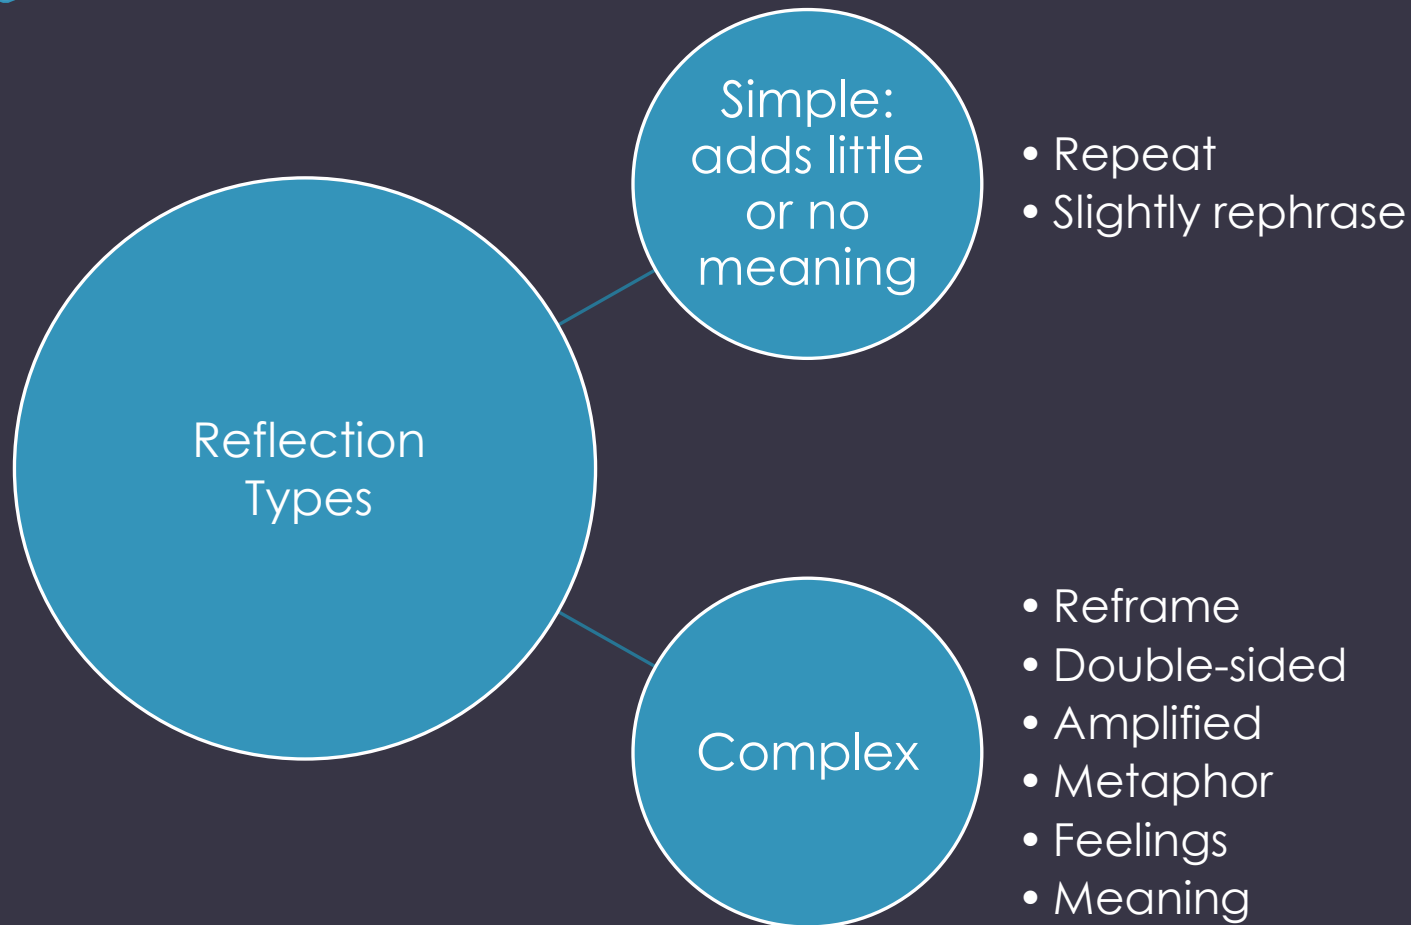 Reflection
Types
Simple:
adds little
or no
meaning
• Repeat
• Slightly rephrase
Complex
• Reframe
• Double-sided
• Amplified
• Metaphor
• Feelings
• Meaning